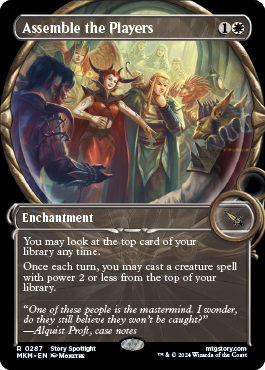 Assemble the Players 1
Enchantment
You may look at the top card of your
library any time.
Once each turn, you may cast a creature spell
with power 2 or less from the top of your
library.
“One of these people is the mastermind. I wonder,
do they still believe they won't be caught?”
—Alquist Proft, case notes
R 0287 Story Spotlight mtgstory.com
MKM • EN ™ & © 2024 Wizards of the Coast